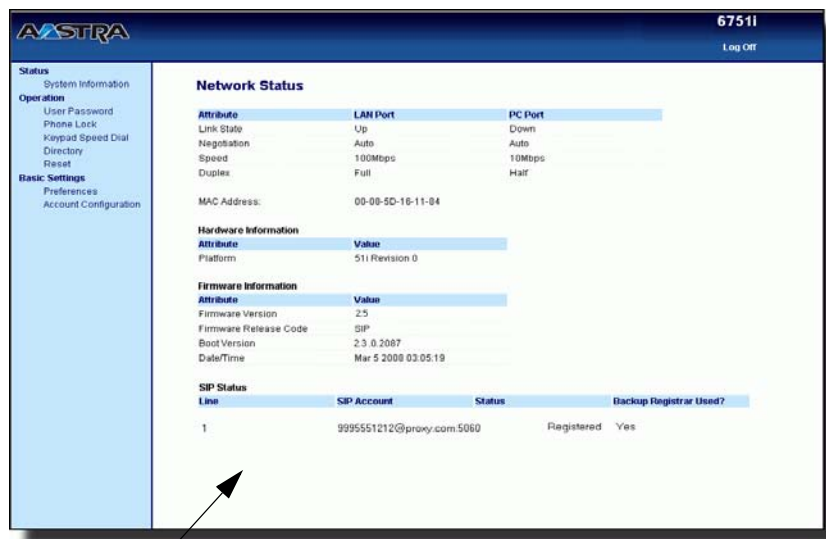 AASTRA
6751i
Log Off
Status
System Information
Operation
User Password
Phone Lock
Keypad Speed Dial
Directory
Reset
Basic Settings
Preferences
Account Configuration
Network Status
Attribute LAN Port PC Port
Link State Up Down
Negotiation Auto Auto
Speed 100Mbps 10Mbps
Duplex Full Half
MAC Address: 00-08-5D-16-11-04
Hardware Information
Attribute Value
Platform 51i Revision 0
Firmware Information
Attribute Value
Firmware Version 2.5
Firmware Release Code SIP
Boot Version 2.3.0.2087
Date/Time Mar 5 2008 03:05:19
SIP Status
Line SIP Account Status Backup Registrar Used?
1 9995551212@proxy.com:5060 Registered Yes